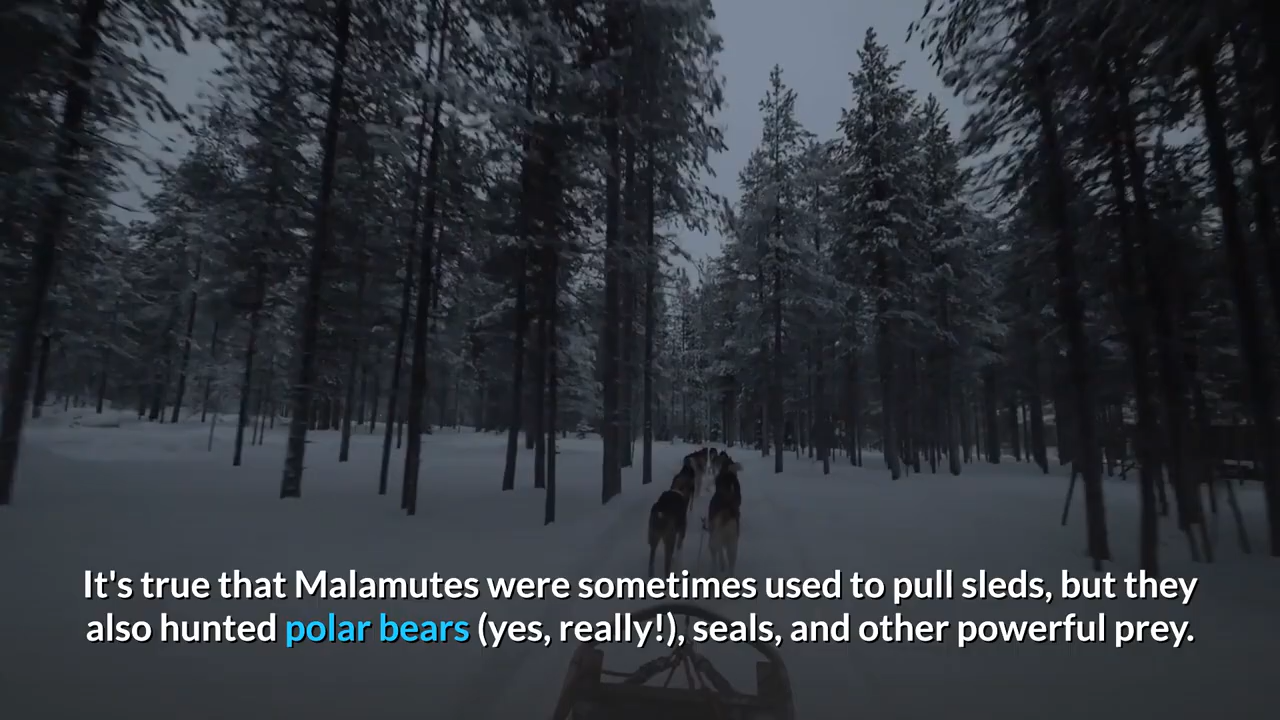 It's true that Malamutes were sometimes used to pull sleds, but they
also hunted polar bears (yes, really!), seals, and other powerful prey.